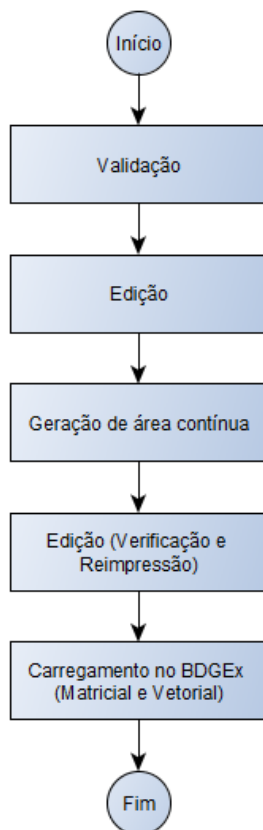 Início
Validação
Edição
Geração de área contínua
Edição (Verificação e
Reimpressão)
Carregamento no BDGEx
(Matricial e Vetorial)
Fim